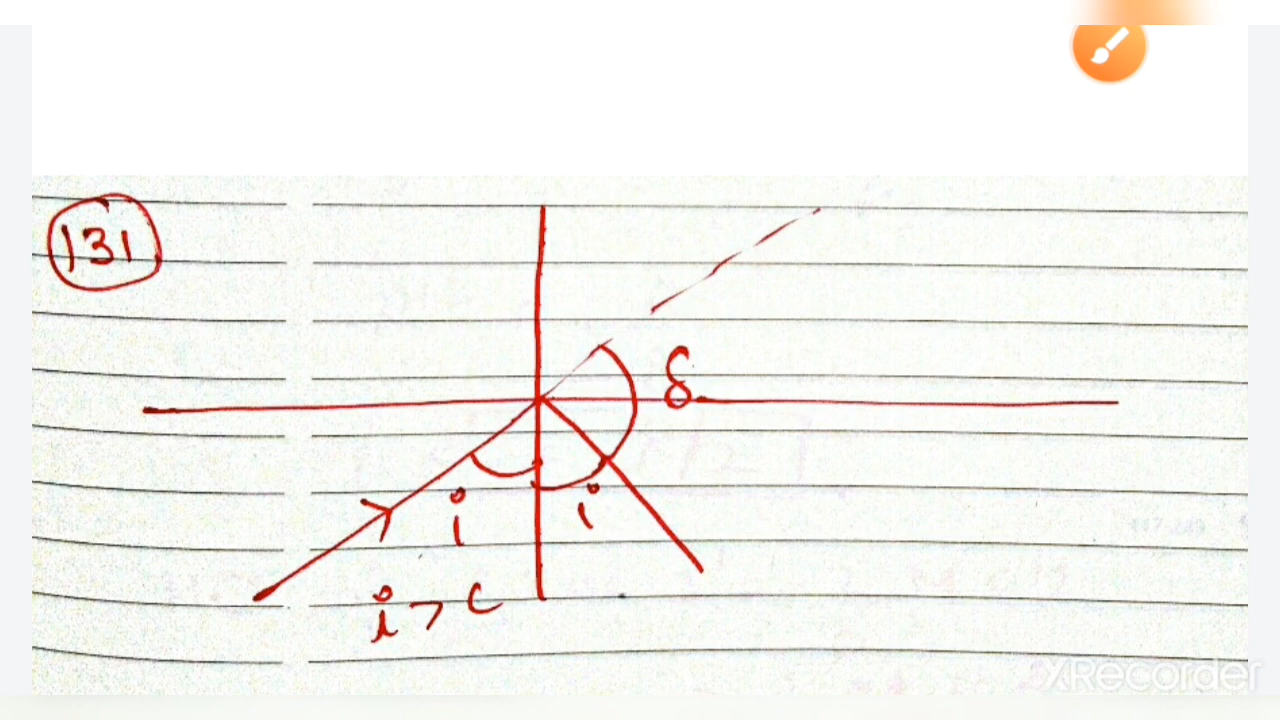 131
δ
i i
i > c
XRecorder